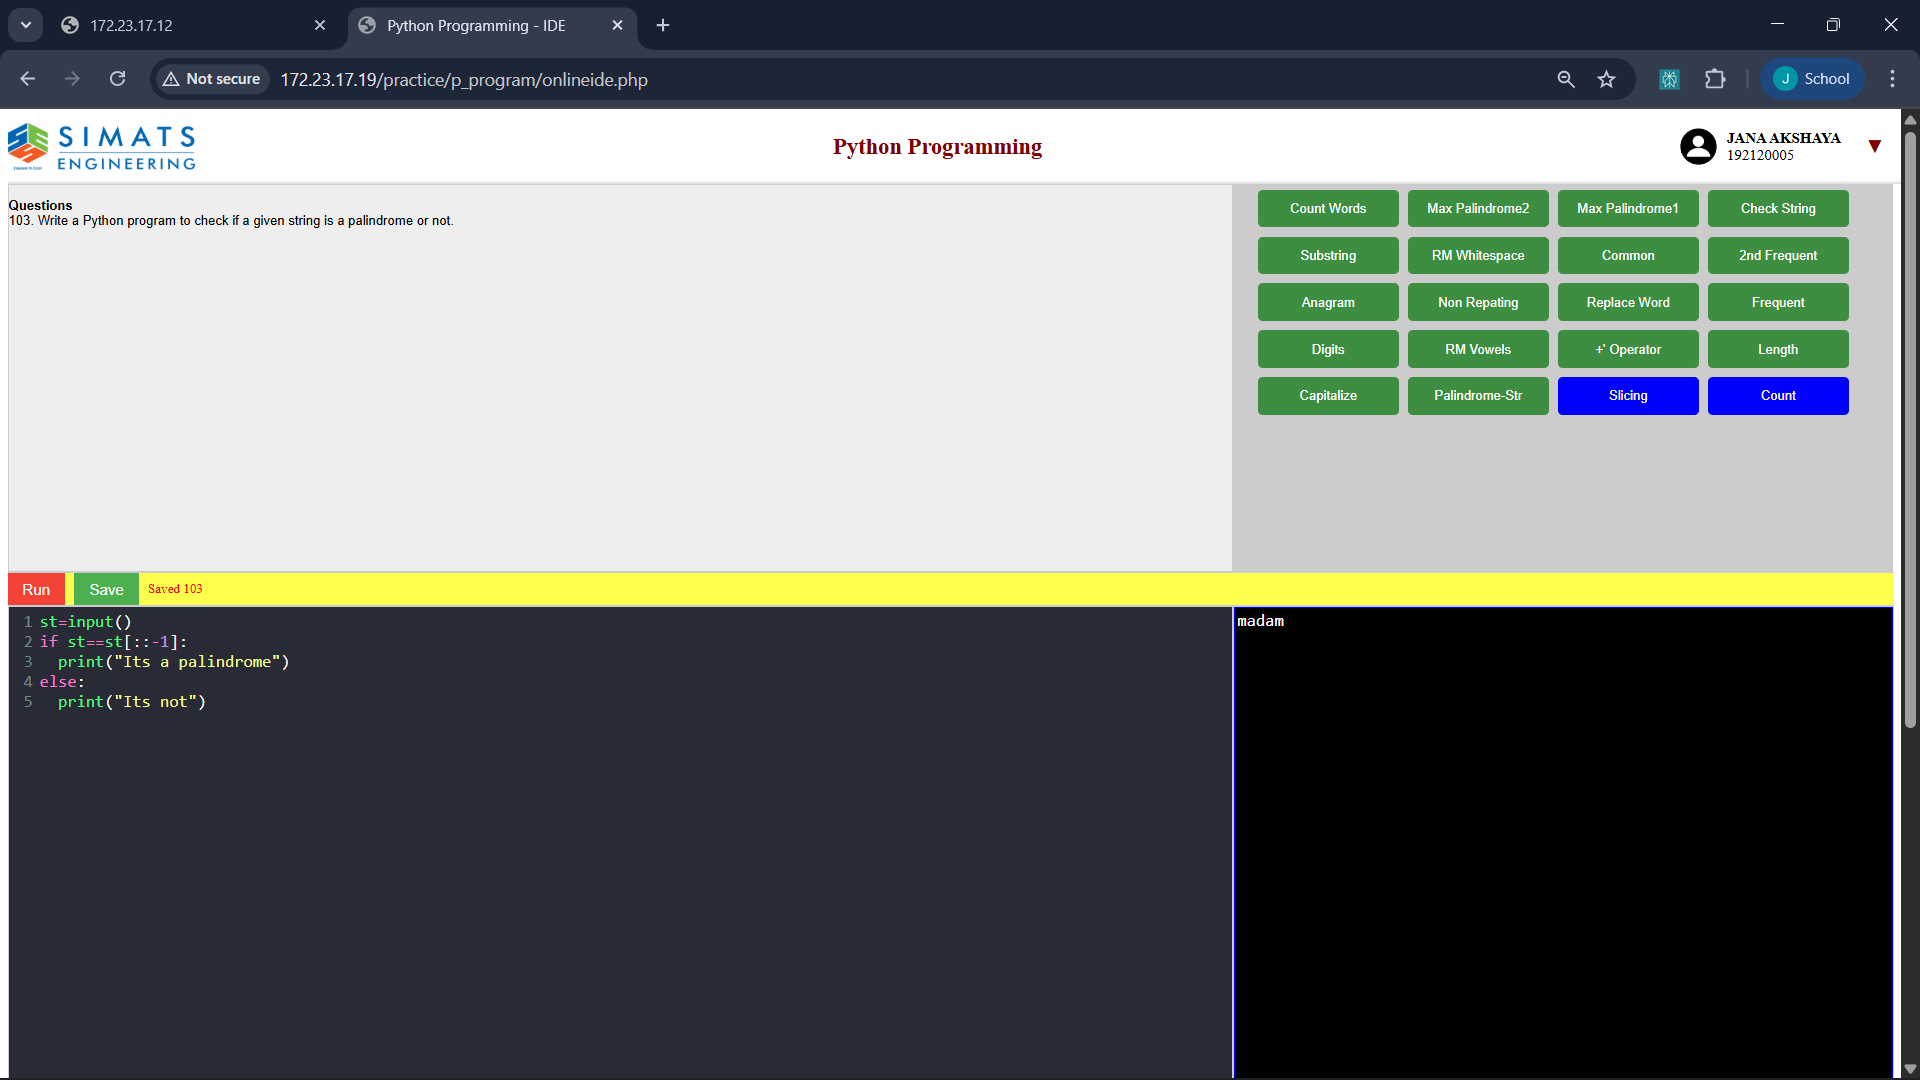 172.23.17.12
Python Programming - IDE
Not secure
172.23.17.19/practice/p_program/onlineide.php
J School
SIMATS
ENGINEERING
Python Programming
JANA AKSHAYA
192120005
Questions
103. Write a Python program to check if a given string is a palindrome or not.
Count Words
Max Palindrome2
Max Palindrome1
Check String
Substring
RM Whitespace
Common
2nd Frequent
Anagram
Non Repating
Replace Word
Frequent
Digits
RM Vowels
+' Operator
Length
Capitalize
Palindrome-Str
Slicing
Count
Run
Save
Saved 103
1 st=input()
2 if st==st[::-1]:
3   print("Its a palindrome")
4 else:
5   print("Its not")
madam